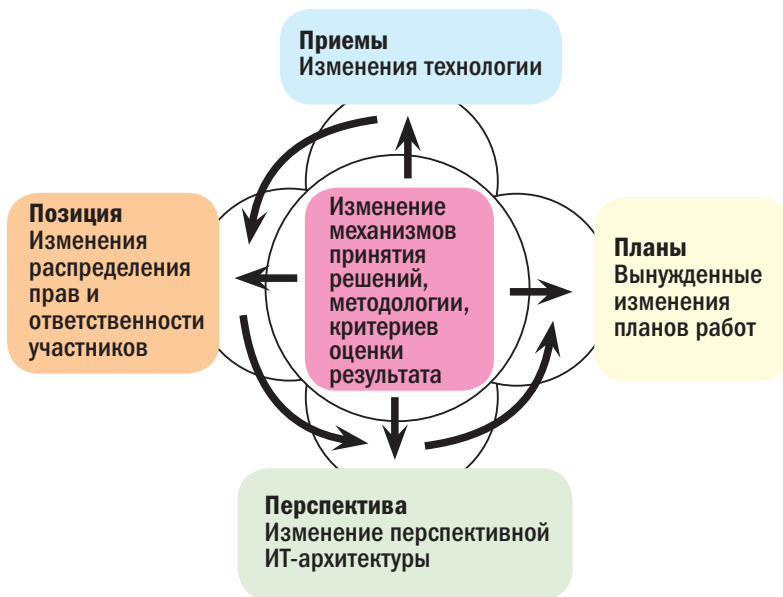 Приемы
Изменения технологии
Позиция
Изменения
распределения
прав и
ответственности
участников
Изменение
механизмов
принятия
решений,
методологии,
критериев
оценки
результата
Планы
Вынужденные
изменения
планов работ
Перспектива
Изменение перспективной
ИТ-архитектуры